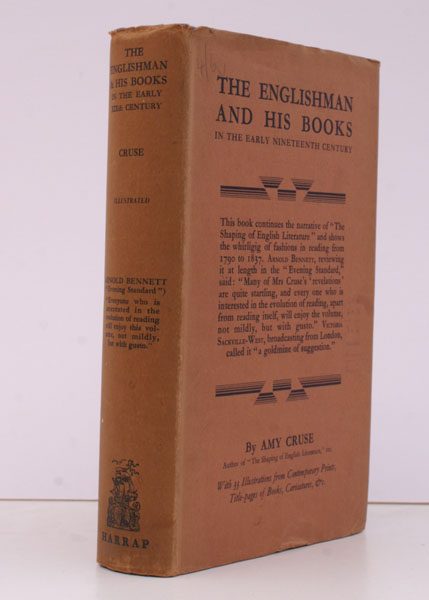 THE
ENGLISHMAN
& HIS BOOKS
IN THE EARLY
XIXth CENTURY
CRUSE
ILLUSTRATED
ARNOLD BENNETT
("Evening Standard"):
"Everyone who is
interested in the
evolution of reading
will enjoy this vol-
ume, not mildly,
but with gusto."
HARRAP
THE ENGLISHMAN
AND HIS BOOKS
IN THE EARLY NINETEENTH CENTURY
This book continues the narrative of "The
Shaping of English Literature," and shows
the whirligig of fashions in reading from
1790 to 1837. ARNOLD BENNETT, reviewing
it at length in the "Evening Standard,"
said: "Many of Mrs Cruse's 'revelations'
are quite startling, and every one who is
interested in the evolution of reading, apart
from reading itself, will enjoy the volume,
not mildly, but with gusto." VICTORIA
SACKVILLE-WEST, broadcasting from London,
called it "a goldmine of suggestion."
By AMY CRUSE
Author of "The Shaping of English Literature," etc.
With 33 Illustrations from Contemporary Prints,
Title-pages of Books, Caricatures, &c.